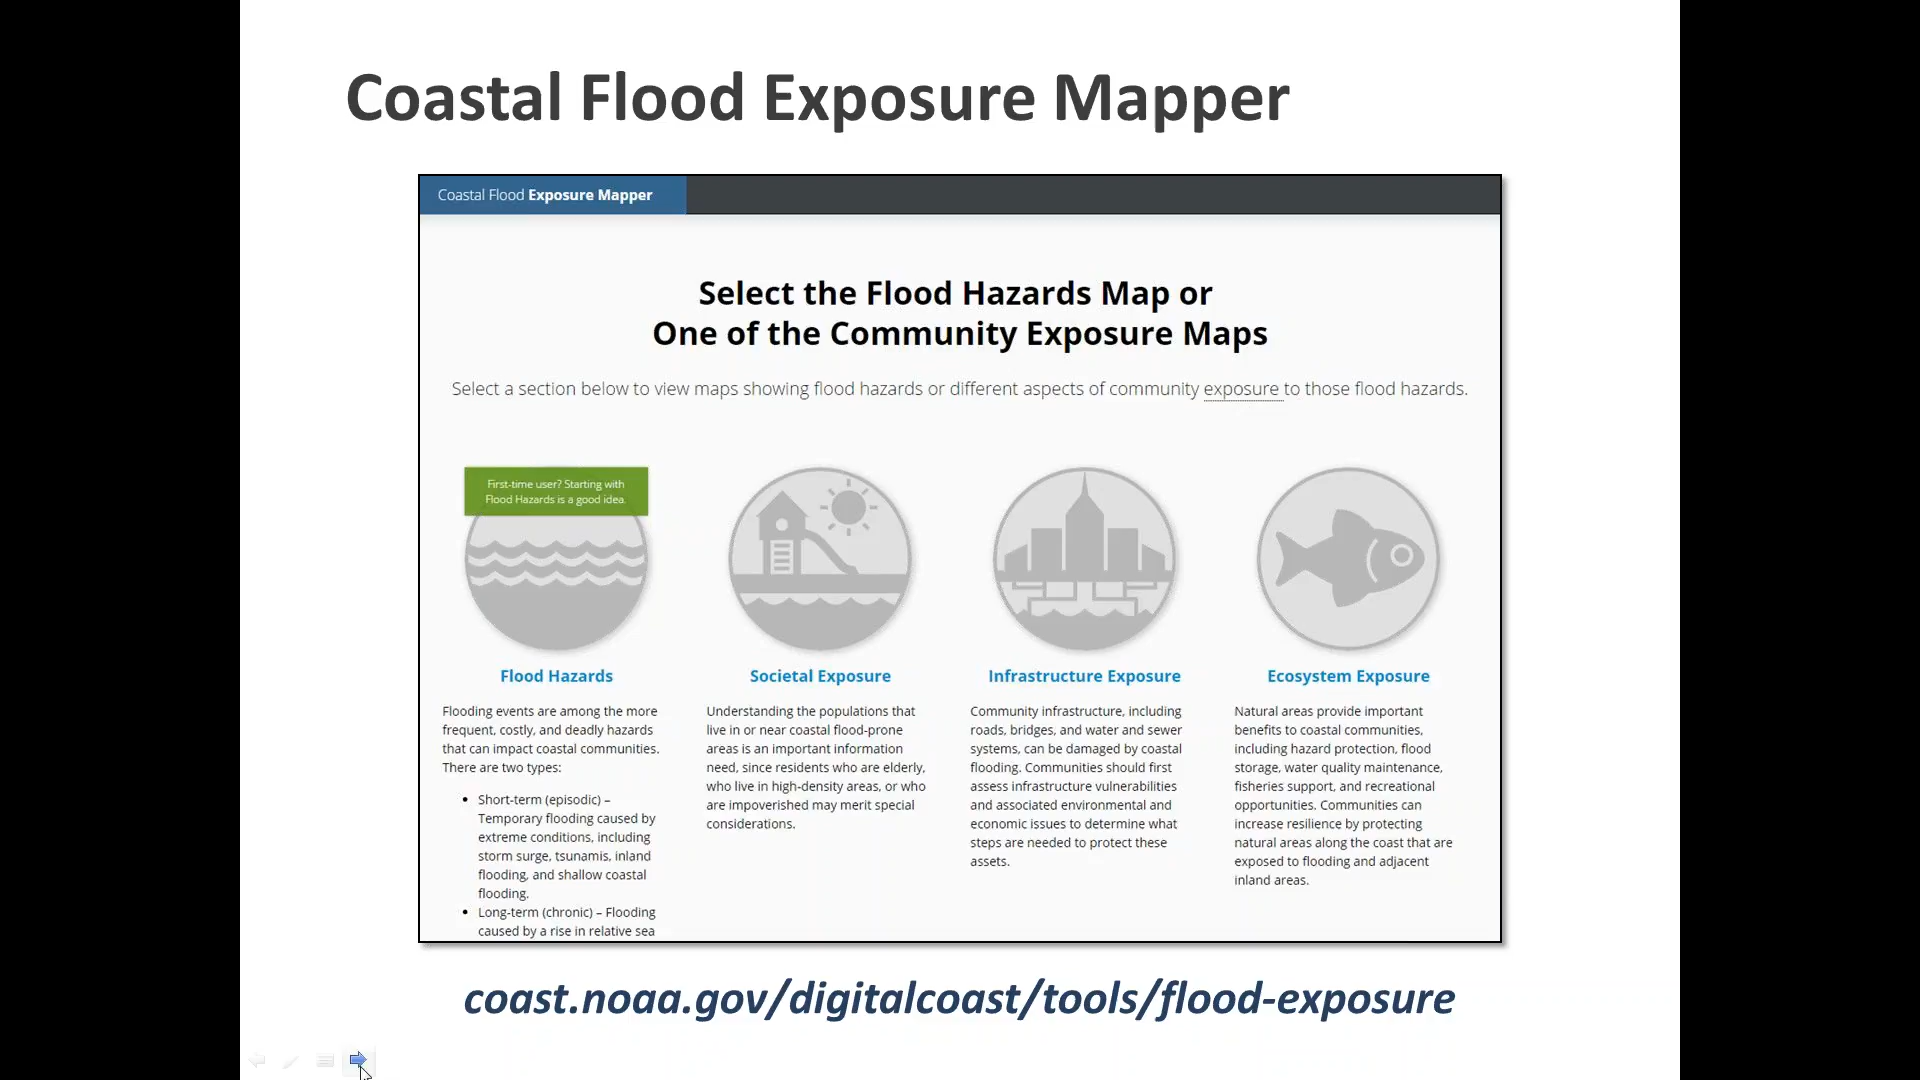 Coastal Flood Exposure Mapper
Coastal Flood Exposure Mapper
Select the Flood Hazards Map or
One of the Community Exposure Maps
Select a section below to view maps showing flood hazards or different aspects of community exposure to those flood hazards.
First-time user? Starting with
Flood Hazards is a good idea.
Flood Hazards
Flooding events are among the more
frequent, costly, and deadly hazards
that can impact coastal communities.
There are two types:
• Short-term (episodic) –
Temporary flooding caused by
extreme conditions, including
storm surge, tsunamis, inland
flooding, and shallow coastal
flooding.
• Long-term (chronic) – Flooding
caused by a rise in relative sea
Societal Exposure
Understanding the populations that
live in or near coastal flood-prone
areas is an important information
need, since residents who are elderly,
who live in high-density areas, or who
are impoverished may merit special
considerations.
Infrastructure Exposure
Community infrastructure, including
roads, bridges, and water and sewer
systems, can be damaged by coastal
flooding. Communities should first
assess infrastructure vulnerabilities
and associated environmental and
economic issues to determine what
steps are needed to protect these
assets.
Ecosystem Exposure
Natural areas provide important
benefits to coastal communities,
including hazard protection, flood
storage, water quality maintenance,
fisheries support, and recreational
opportunities. Communities can
increase resilience by protecting
natural areas along the coast that are
exposed to flooding and adjacent
inland areas.
coast.noaa.gov/digitalcoast/tools/flood-exposure